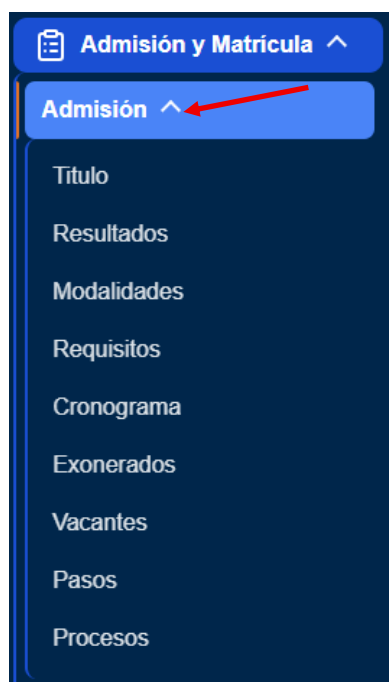 Admisión y Matrícula
Admisión
Titulo
Resultados
Modalidades
Requisitos
Cronograma
Exonerados
Vacantes
Pasos
Procesos